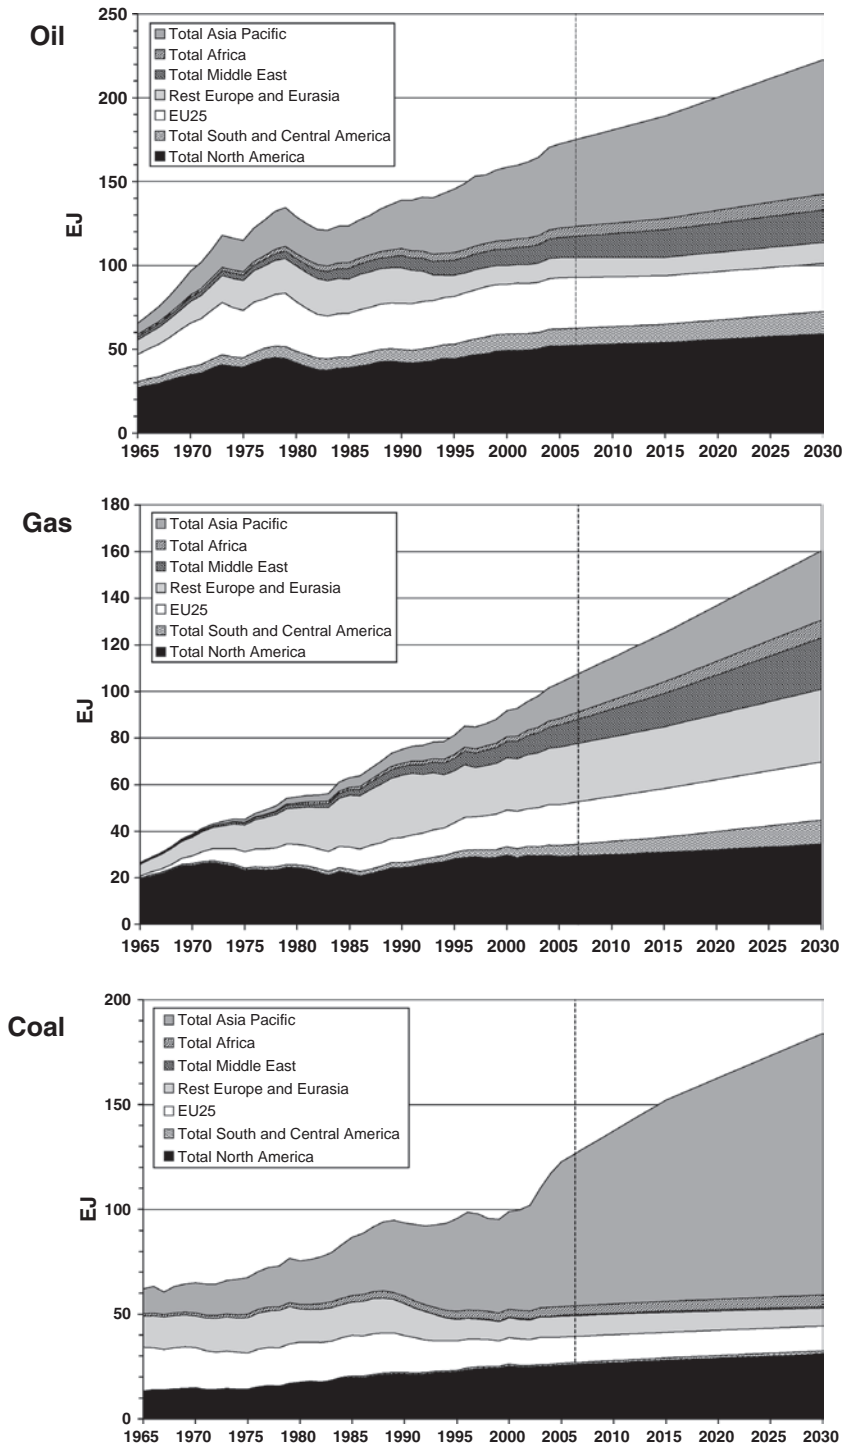 Oil
250
200
150
100
50
0
EJ
Total Asia Pacific
Total Africa
Total Middle East
Rest Europe and Eurasia
EU25
Total South and Central America
Total North America
1965 1970 1975 1980 1985 1990 1995 2000 2005 2010 2015 2020 2025 2030
Gas
180
160
140
120
100
80
60
40
20
0
EJ
Total Asia Pacific
Total Africa
Total Middle East
Rest Europe and Eurasia
EU25
Total South and Central America
Total North America
1965 1970 1975 1980 1985 1990 1995 2000 2005 2010 2015 2020 2025 2030
Coal
200
150
100
50
0
EJ
Total Asia Pacific
Total Africa
Total Middle East
Rest Europe and Eurasia
EU25
Total South and Central America
Total North America
1965 1970 1975 1980 1985 1990 1995 2000 2005 2010 2015 2020 2025 2030